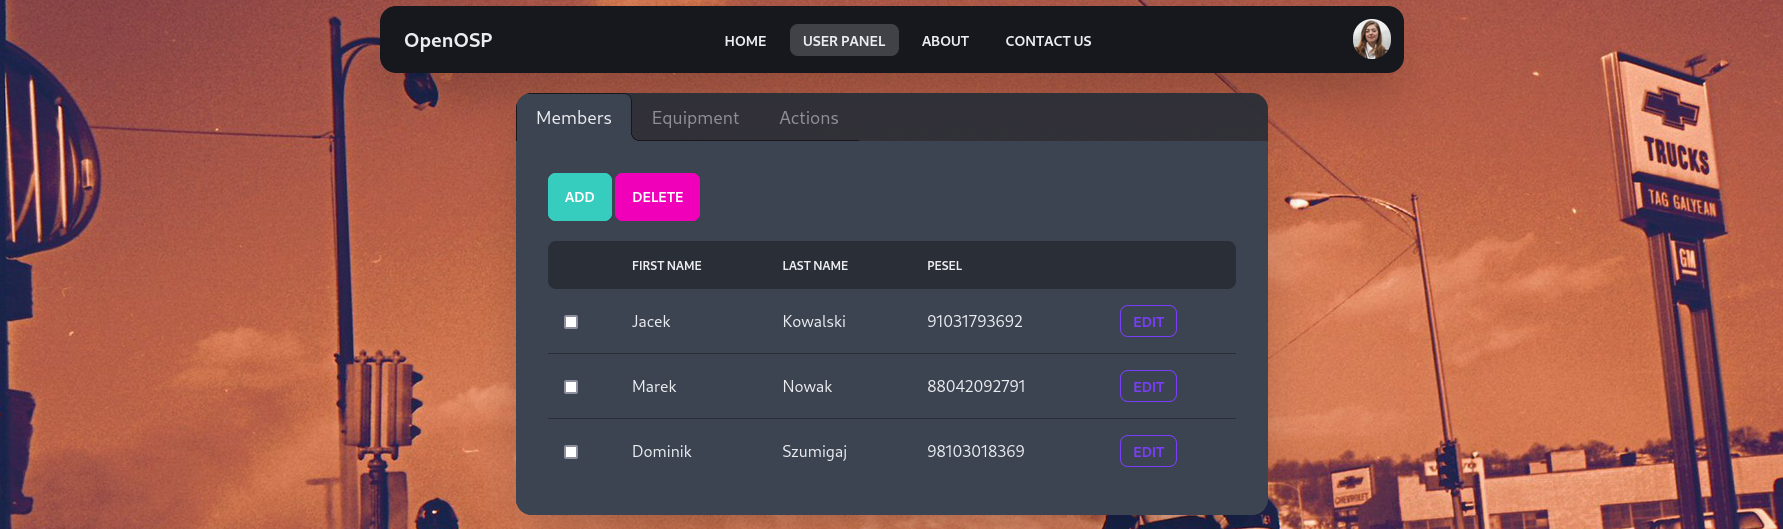 OpenOSP HOME USER PANEL ABOUT CONTACT US
Members Equipment Actions
ADD DELETE
FIRST NAME LAST NAME PESEL
Jacek Kowalski 91031793692 EDIT
Marek Nowak 88042092791 EDIT
Dominik Szumigaj 98103018369 EDIT
TRUCKS
TAG GALYEAN
GM
CHEVROLET